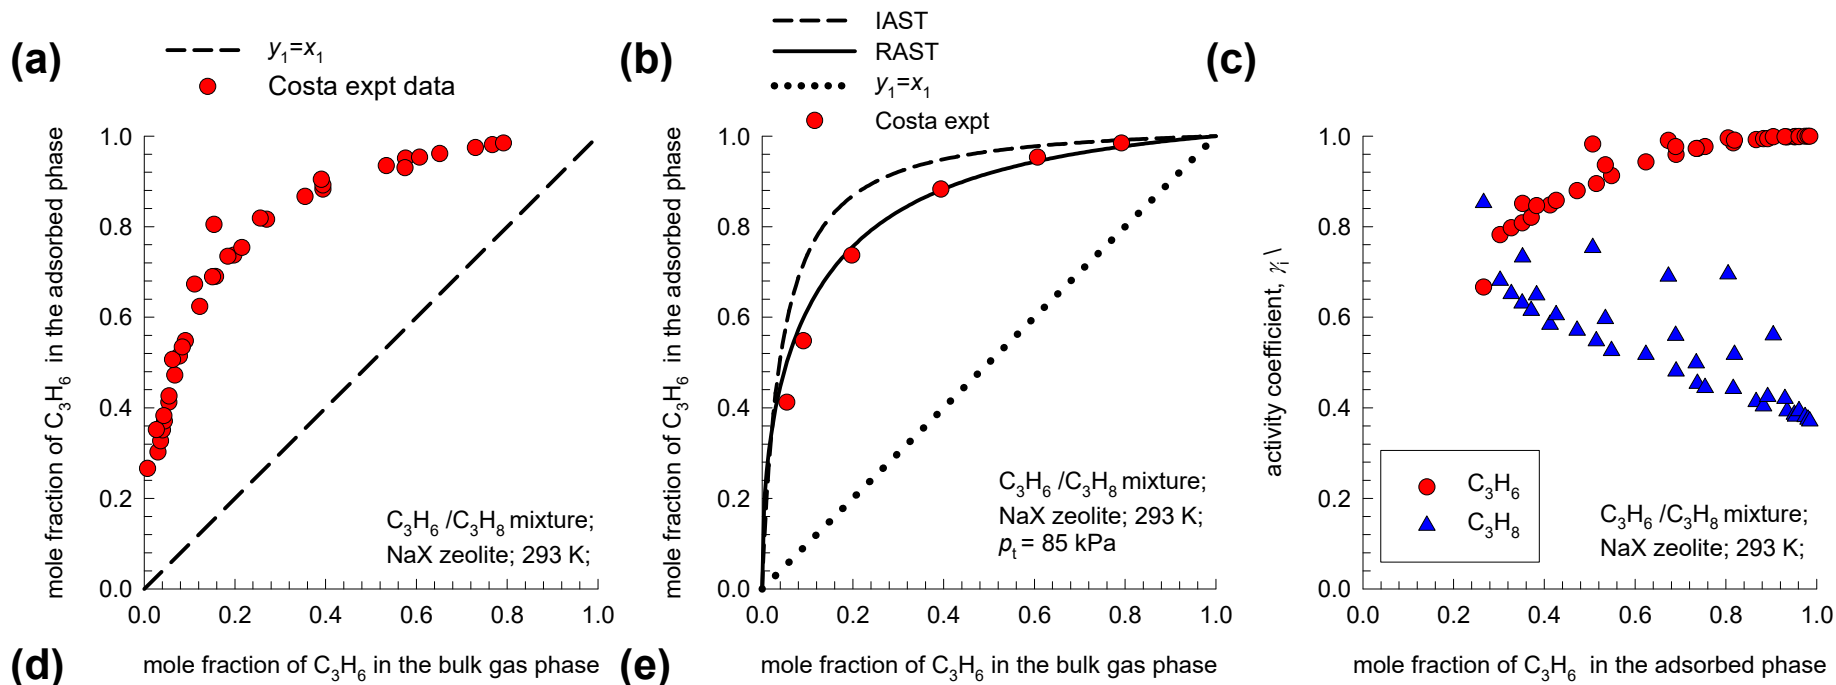 (a)
y₁=x₁
Costa expt data
mole fraction of C₃H₆ in the adsorbed phase
1.0
0.8
0.6
0.4
0.2
0.0
C₃H₆ /C₃H₈ mixture;
NaX zeolite; 293 K;
0.0 0.2 0.4 0.6 0.8 1.0
mole fraction of C₃H₆ in the bulk gas phase
(b)
IAST
RAST
y₁=x₁
Costa expt
mole fraction of C₃H₆ in the adsorbed phase
1.0
0.8
0.6
0.4
0.2
0.0
C₃H₆ /C₃H₈ mixture;
NaX zeolite; 293 K;
pₜ = 85 kPa
0.0 0.2 0.4 0.6 0.8 1.0
mole fraction of C₃H₆ in the bulk gas phase
(c)
activity coefficient, γᵢ \
1.0
0.8
0.6
0.4
0.2
0.0
C₃H₆
C₃H₈
C₃H₆ /C₃H₈ mixture;
NaX zeolite; 293 K;
0.0 0.2 0.4 0.6 0.8 1.0
mole fraction of C₃H₆ in the adsorbed phase
(d)
(e)